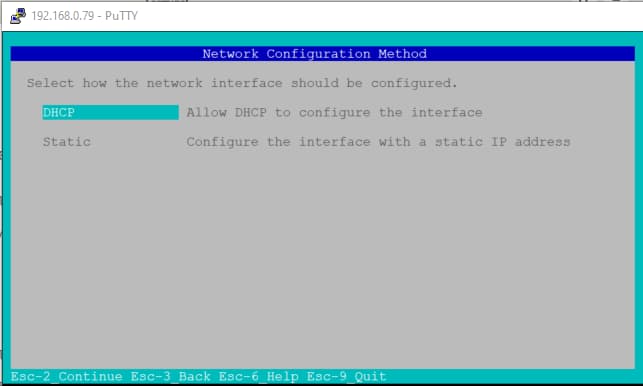 192.168.0.79 - PuTTY
Network Configuration Method
Select how the network interface should be configured.
DHCP Allow DHCP to configure the interface
Static Configure the interface with a static IP address
Esc-2_Continue Esc-3_Back Esc-6_Help Esc-9_Quit